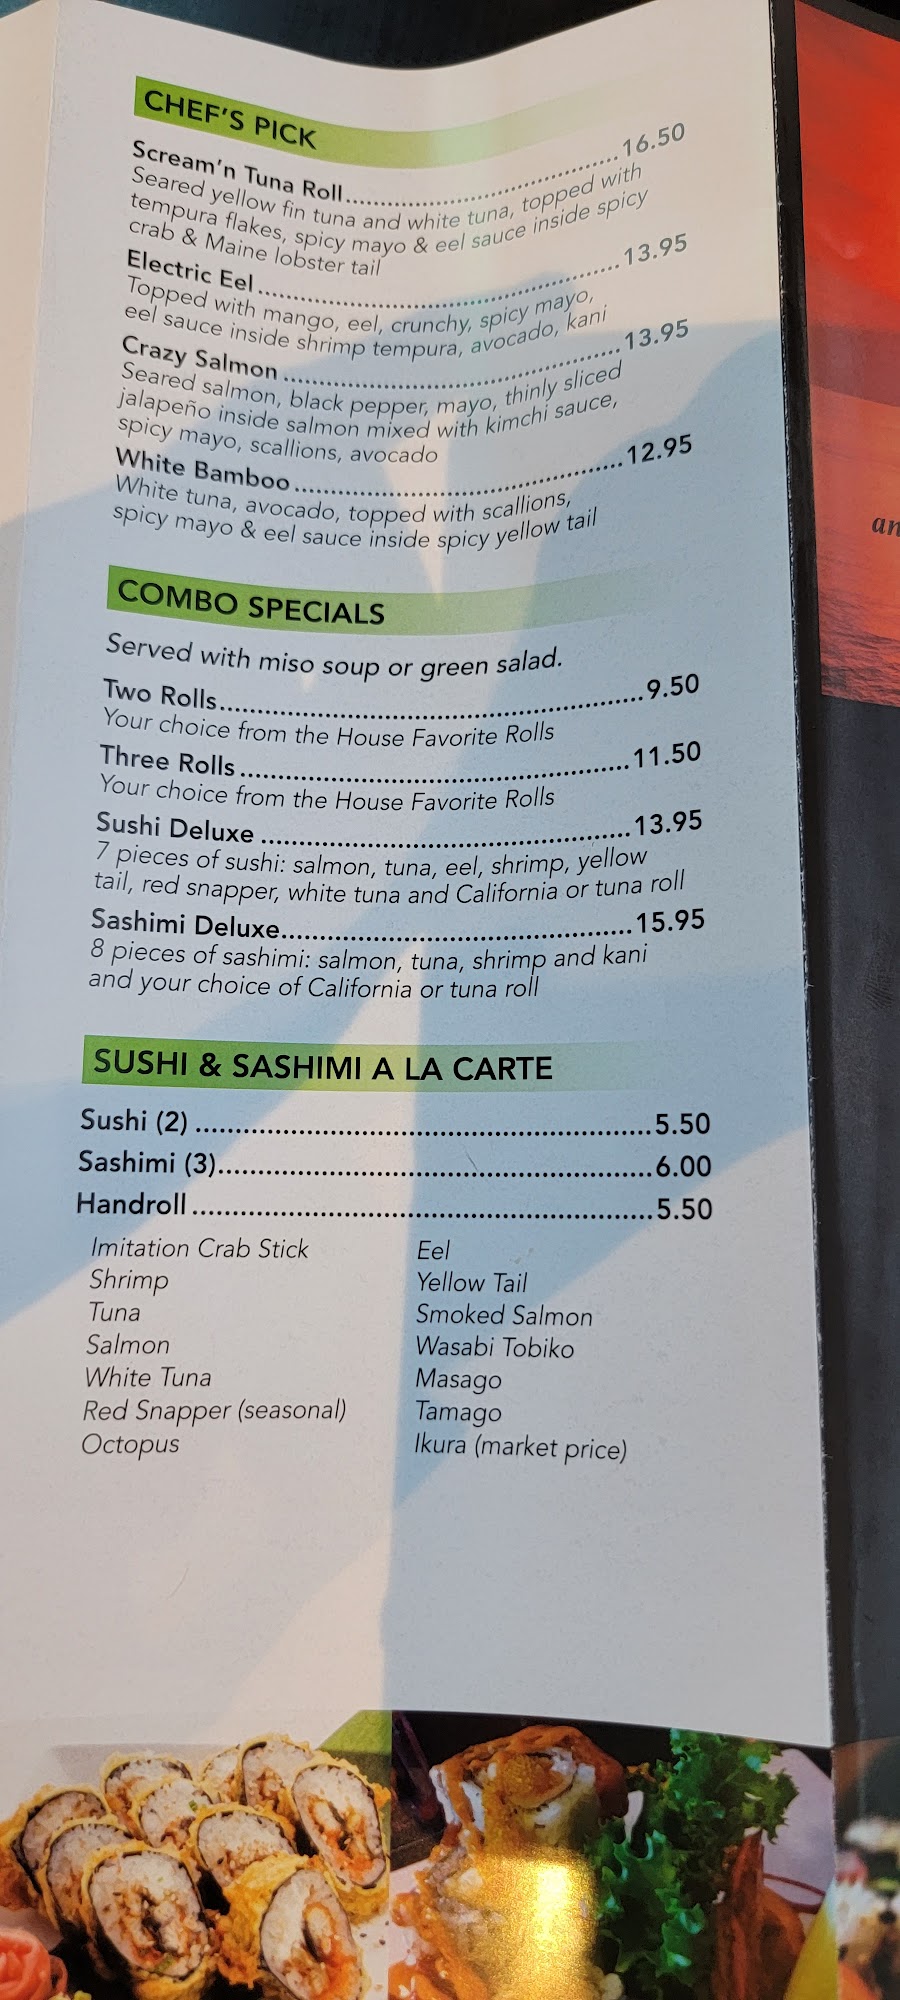 CHEF'S PICK
Scream'n Tuna Roll..........16.50
Seared yellow fin tuna and white tuna, topped with
tempura flakes, spicy mayo & eel sauce inside spicy
crab & Maine lobster tail
Electric Eel..........13.95
Topped with mango, eel, crunchy, spicy mayo,
eel sauce inside shrimp tempura, avocado, kani
Crazy Salmon..........13.95
Seared salmon, black pepper, mayo, thinly sliced
jalapeño inside salmon mixed with kimchi sauce,
spicy mayo, scallions, avocado
White Bamboo..........12.95
White tuna, avocado, topped with scallions,
spicy mayo & eel sauce inside spicy yellow tail
COMBO SPECIALS
Served with miso soup or green salad.
Two Rolls..........9.50
Your choice from the House Favorite Rolls
Three Rolls..........11.50
Your choice from the House Favorite Rolls
Sushi Deluxe..........13.95
7 pieces of sushi: salmon, tuna, eel, shrimp, yellow
tail, red snapper, white tuna and California or tuna roll
Sashimi Deluxe..........15.95
8 pieces of sashimi: salmon, tuna, shrimp and kani
and your choice of California or tuna roll
SUSHI & SASHIMI A LA CARTE
Sushi (2)..........5.50
Sashimi (3)..........6.00
Handroll..........5.50
Imitation Crab Stick
Shrimp
Tuna
Salmon
White Tuna
Red Snapper (seasonal)
Octopus
Eel
Yellow Tail
Smoked Salmon
Wasabi Tobiko
Masago
Tamago
Ikura (market price)